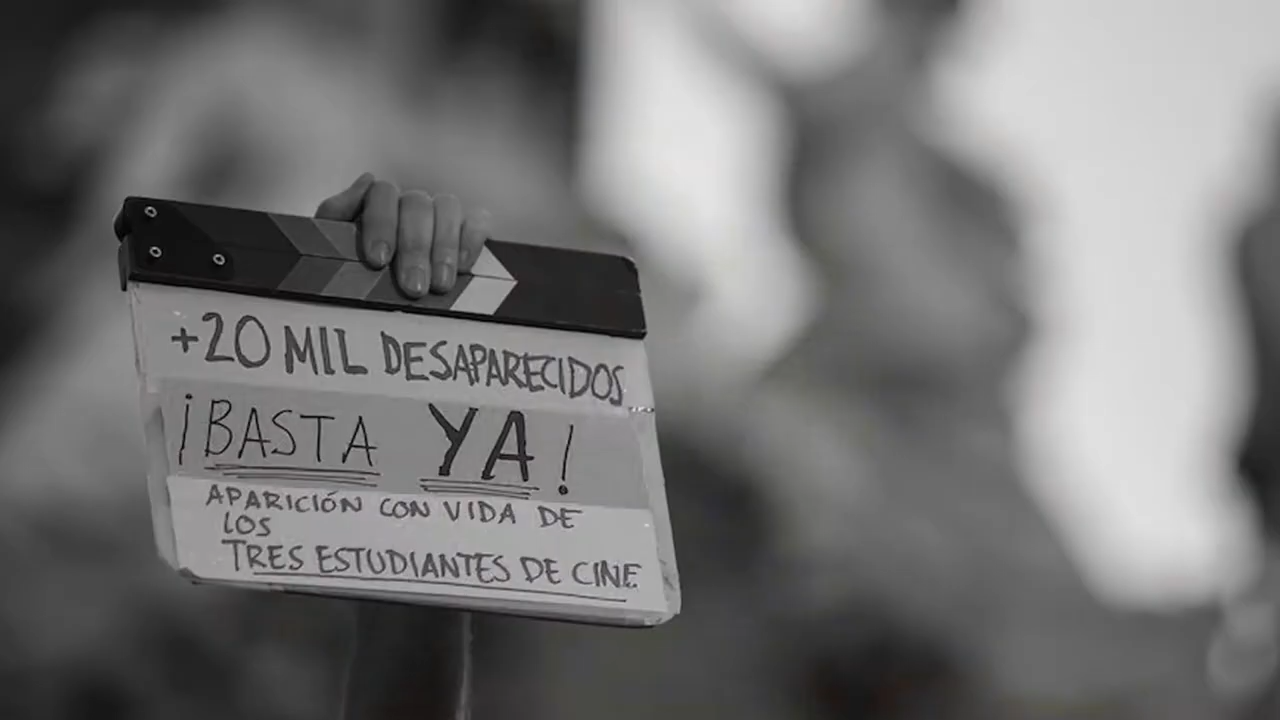 +20 MIL DESAPARECIDOS
¡BASTA YA!
APARICIÓN CON VIDA DE
LOS
TRES ESTUDIANTES DE CINE